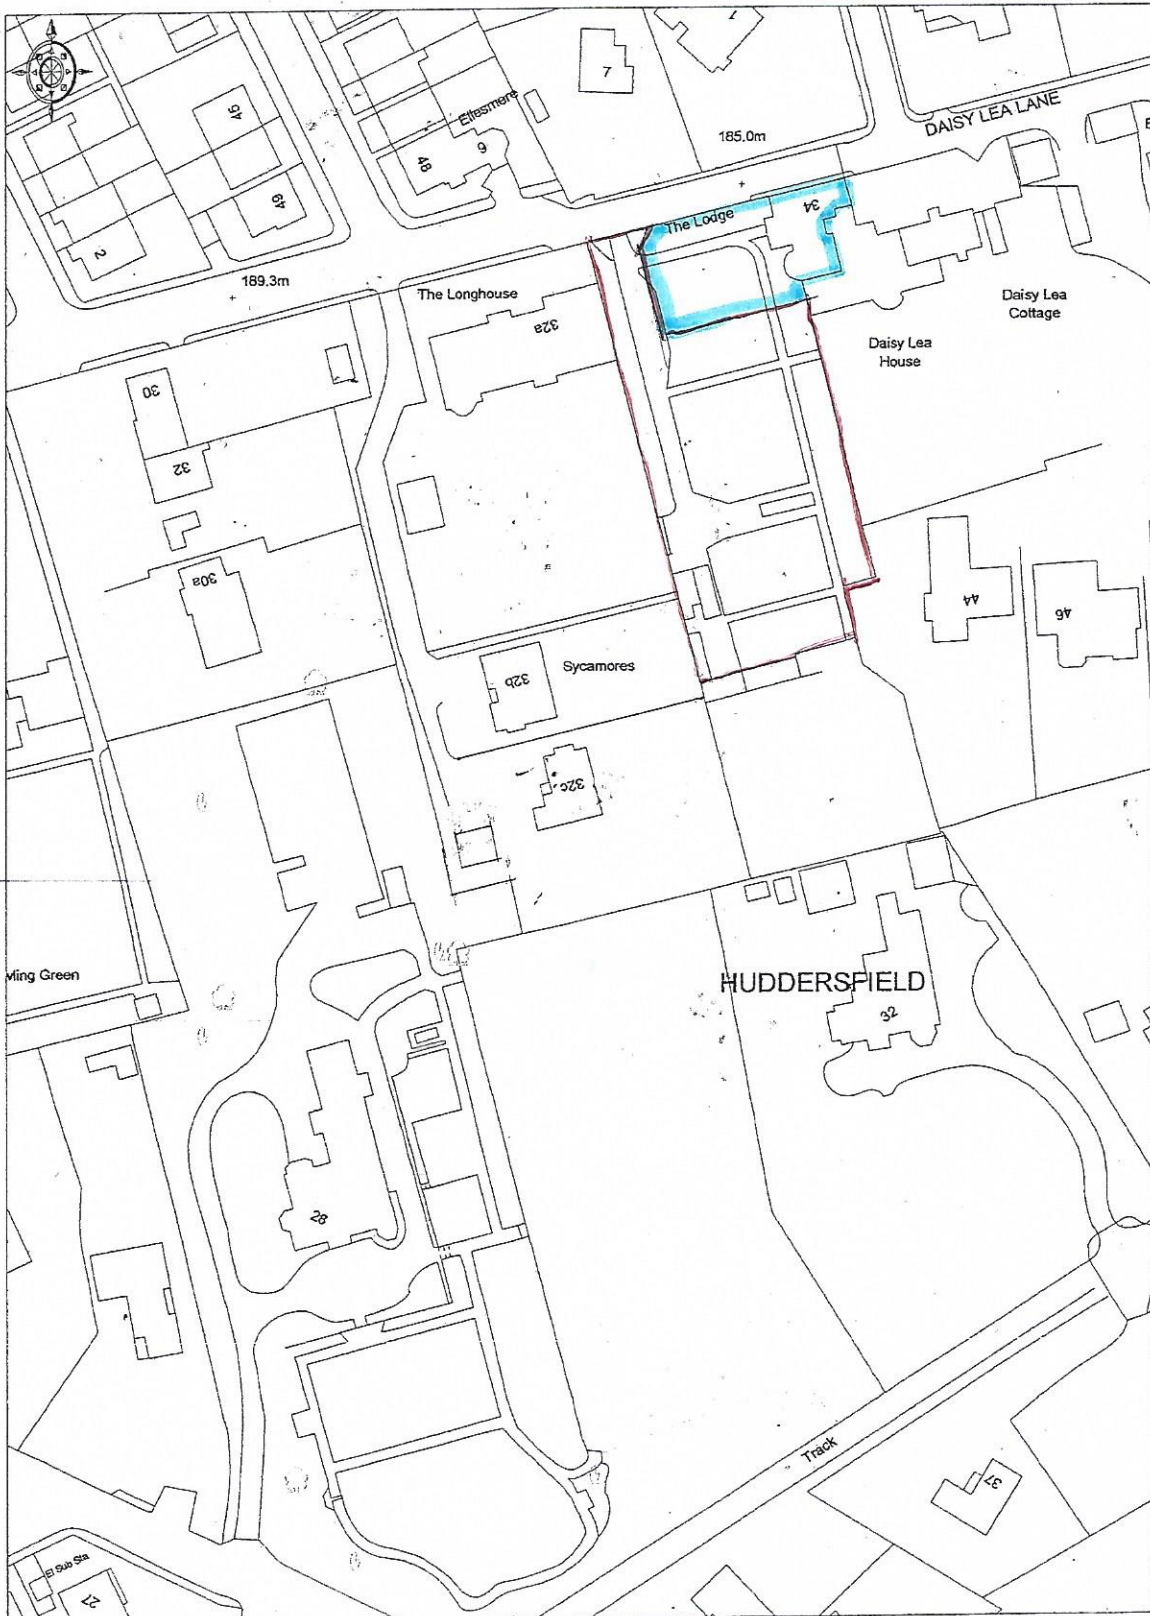 7
1
45
Ellesmere
DAISY LEA LANE
185.0m
9
48
49
2
The Lodge
34
189.3m
The Longhouse
32a
Daisy Lea
Cottage
Daisy Lea
House
30
32
30a
44
46
Sycamores
32b
32c
wling Green
HUDDERSFIELD
32
28
Track
37
El Sub Sta
27